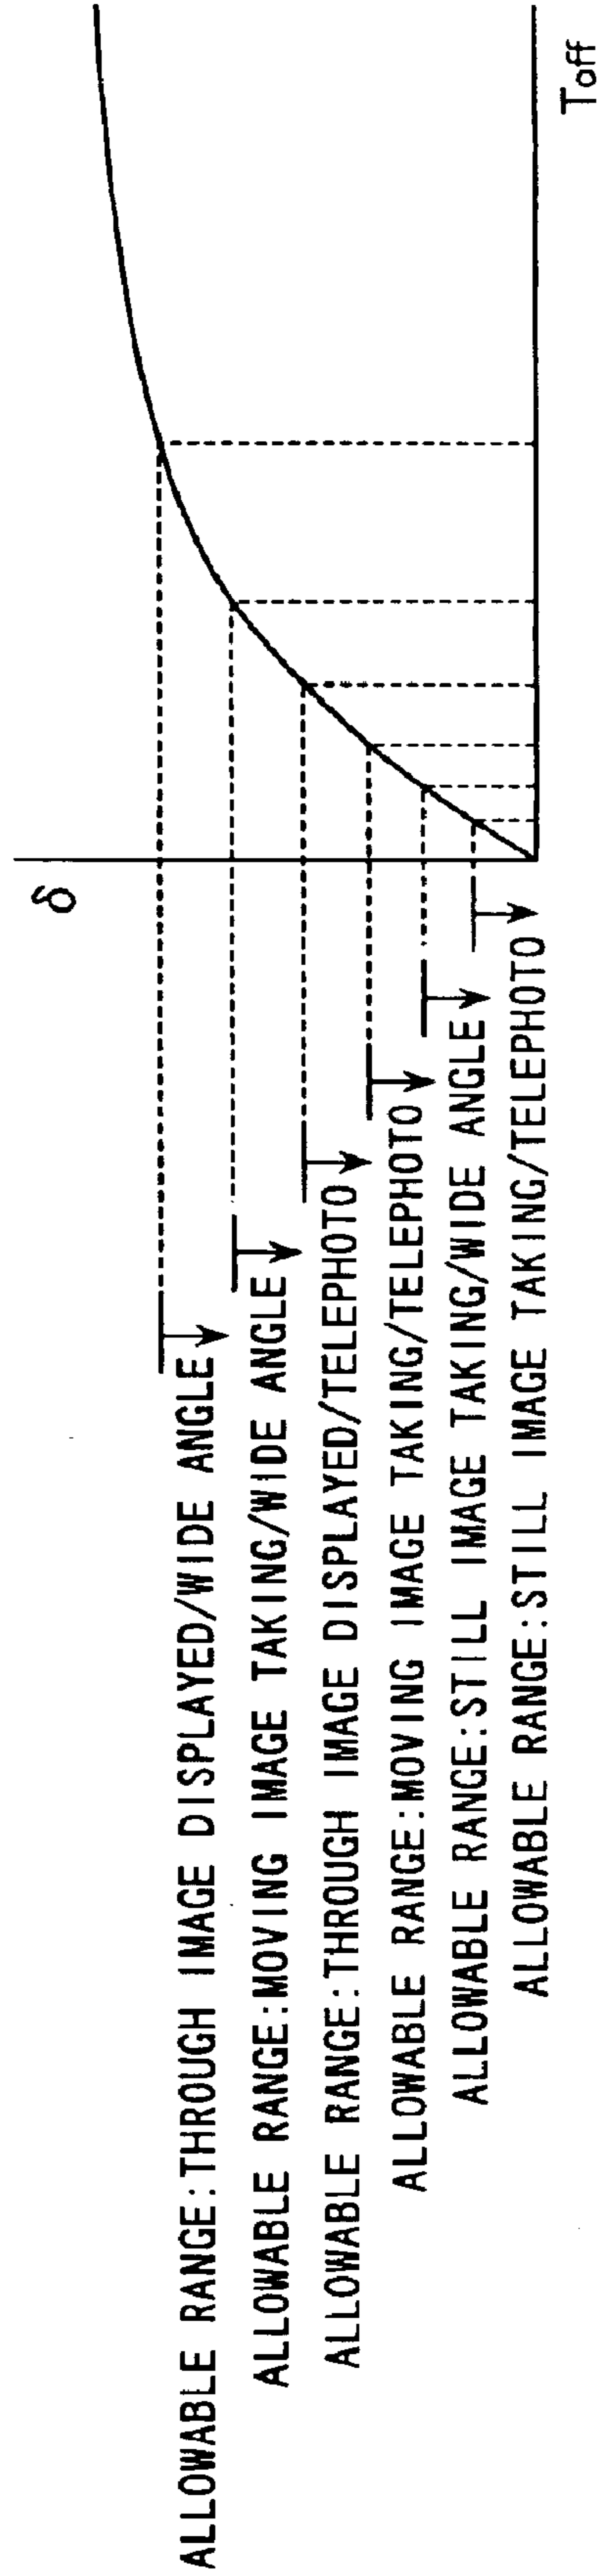 δ
ALLOWABLE RANGE:THROUGH IMAGE DISPLAYED/WIDE ANGLE
ALLOWABLE RANGE:MOVING IMAGE TAKING/WIDE ANGLE
ALLOWABLE RANGE:THROUGH IMAGE DISPLAYED/TELEPHOTO
ALLOWABLE RANGE:MOVING IMAGE TAKING/TELEPHOTO
ALLOWABLE RANGE:STILL IMAGE TAKING/WIDE ANGLE
ALLOWABLE RANGE:STILL IMAGE TAKING/TELEPHOTO
Toff